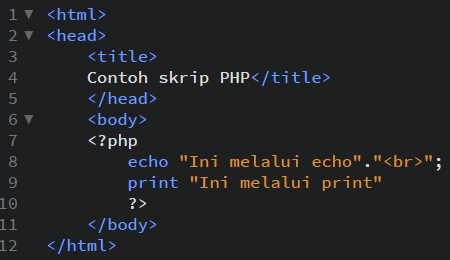 1 <html>
2 <head>
3 <title>
4 Contoh skrip PHP</title>
5 </head>
6 <body>
7 <?php
8 echo "Ini melalui echo"."<br>";
9 print "Ini melalui print"
10 ?>
11 </body>
12 </html>